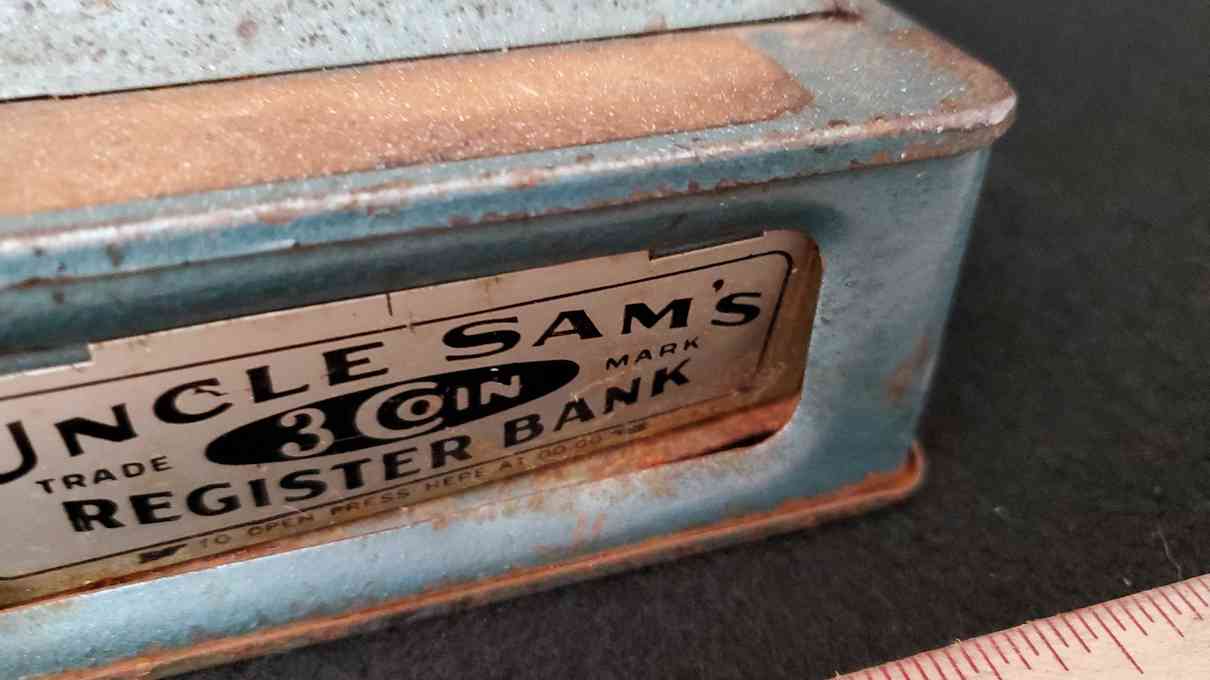 UNCLE SAM'S
TRADE 3 COIN MARK
REGISTER BANK
TO OPEN PRESS HERE AT 00.00